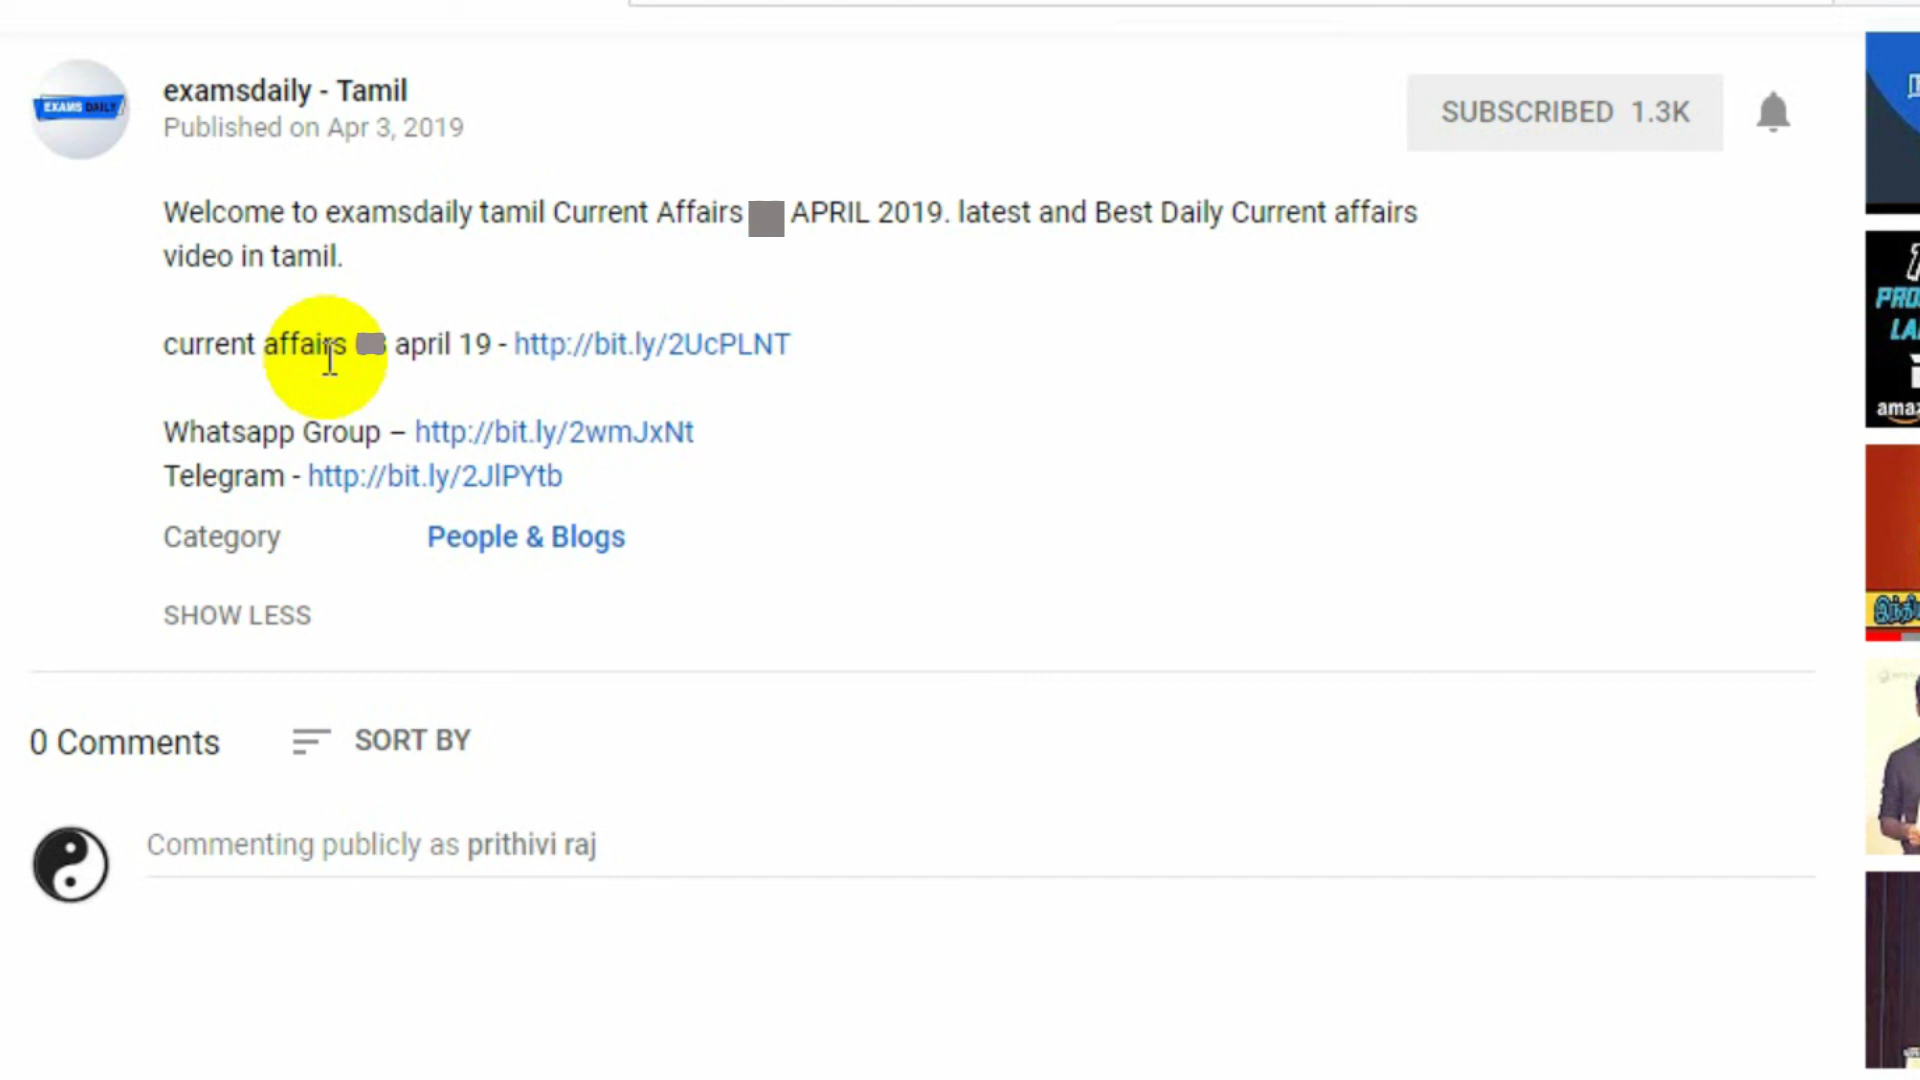 examsdaily - Tamil
EXAMS DAILY
Published on Apr 3, 2019
SUBSCRIBED 1.3K
Welcome to examsdaily tamil Current Affairs APRIL 2019. latest and Best Daily Current affairs
video in tamil.
current affairs april 19 - http://bit.ly/2UcPLNT
Whatsapp Group – http://bit.ly/2wmJxNt
Telegram - http://bit.ly/2JlPYtb
Category People & Blogs
SHOW LESS
0 Comments SORT BY
Commenting publicly as prithivi raj